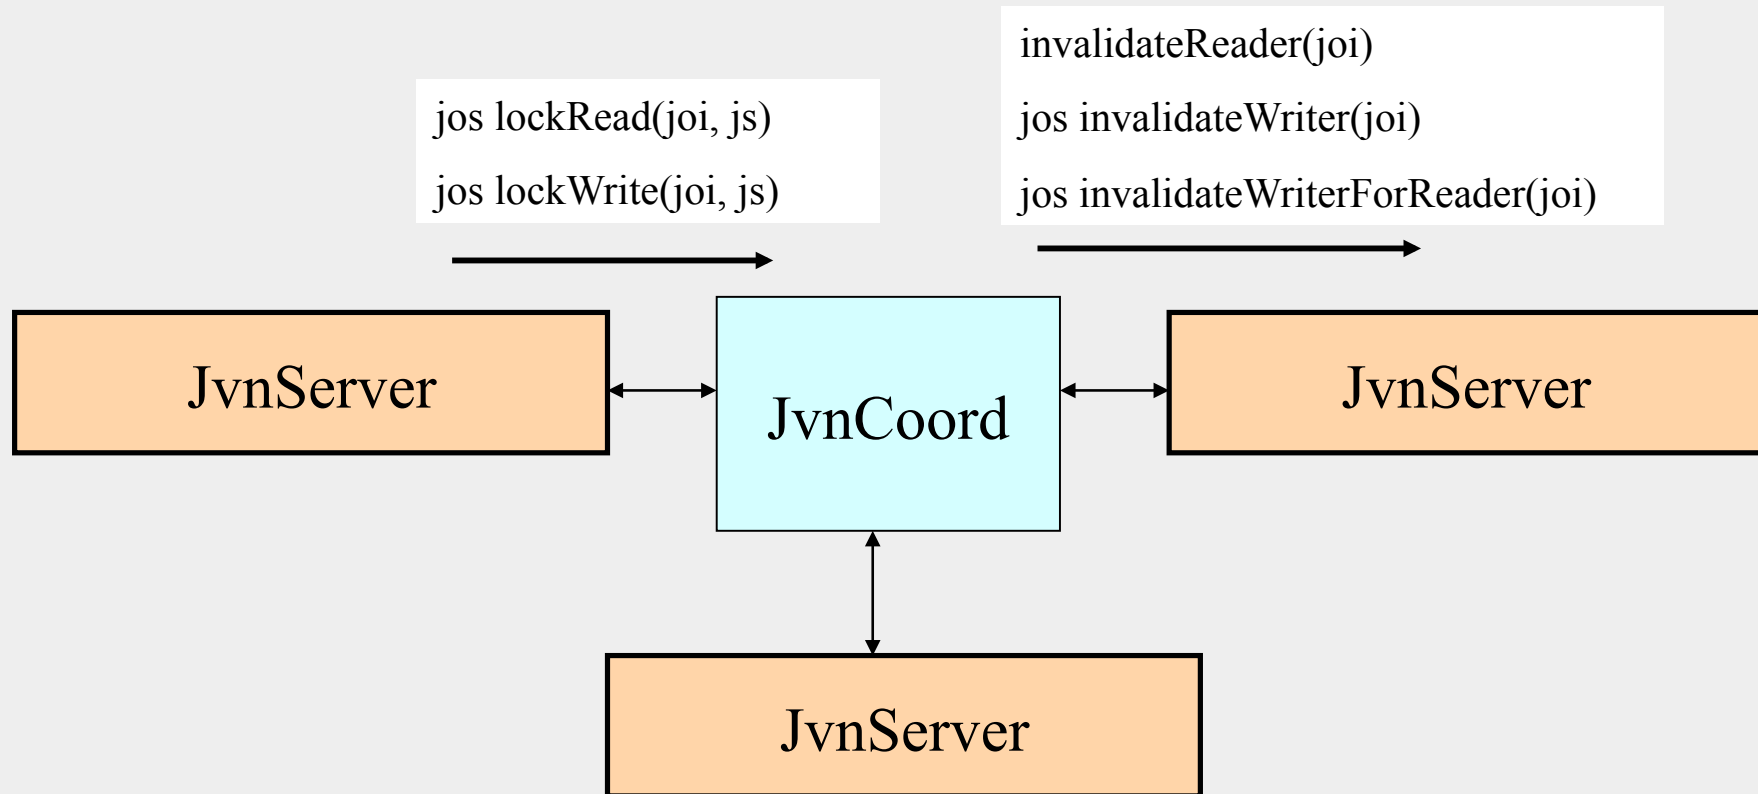 invalidateReader(joi)
jos lockRead(joi, js)
jos invalidateWriter(joi)
jos lockWrite(joi, js)
jos invalidateWriterForReader(joi)
JvnServer
JvnCoord
JvnServer
JvnServer